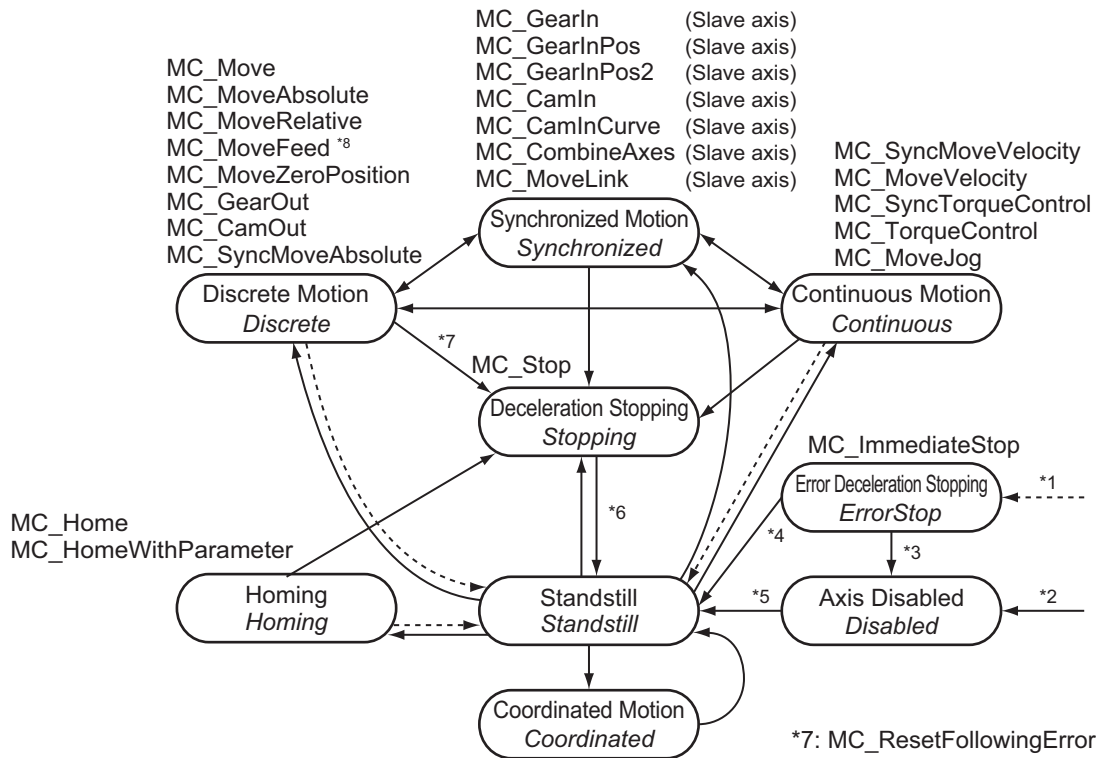 MC_GearIn (Slave axis)
MC_GearInPos (Slave axis)
MC_GearInPos2 (Slave axis)
MC_CamIn (Slave axis)
MC_CamInCurve (Slave axis)
MC_CombineAxes (Slave axis)
MC_MoveLink (Slave axis)
MC_Move
MC_MoveAbsolute
MC_MoveRelative
MC_MoveFeed *8
MC_MoveZeroPosition
MC_GearOut
MC_CamOut
MC_SyncMoveAbsolute
MC_SyncMoveVelocity
MC_MoveVelocity
MC_SyncTorqueControl
MC_TorqueControl
MC_MoveJog
Synchronized Motion
Synchronized
Discrete Motion
Discrete
Continuous Motion
Continuous
*7
MC_Stop
Deceleration Stopping
Stopping
MC_ImmediateStop
Error Deceleration Stopping
ErrorStop
*1
*6
*4
*3
MC_Home
MC_HomeWithParameter
Homing
Homing
Standstill
Standstill
*5
Axis Disabled
Disabled
*2
Coordinated Motion
Coordinated
*7: MC_ResetFollowingError